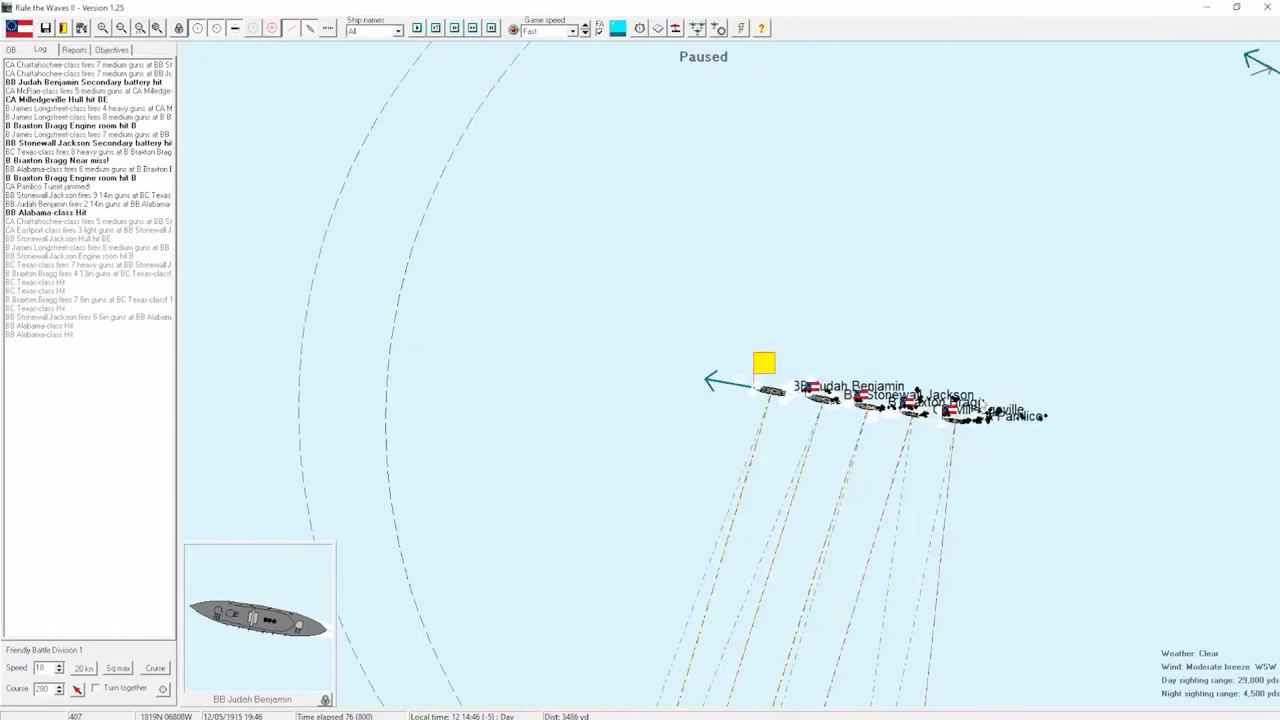 Rule the Waves II - Version 1.25
Ship names
All
Game speed
Fast
FA
OB Log Reports Objectives
Paused
CA Chattahochee-class fires 7 medium guns at BB St
CA Chattahochee-class fires 7 medium guns at BB Ju
BB Judah Benjamin Secondary battery hit
CA McRae-class fires 5 medium guns at CA Milledge
CA Milledgeville Hull hit BE
B James Longstreet-class fires 4 heavy guns at CA M
B James Longstreet-class fires 8 medium guns at B B
B Braxton Bragg Engine room hit B
B James Longstreet-class fires 7 medium guns at BB
BB Stonewall Jackson Secondary battery hit
BC Texas-class fires 8 heavy guns at B Braxton Brag
B Braxton Bragg Near miss!
BB Alabama-class fires 6 medium guns at B Braxton B
B Braxton Bragg Engine room hit B
CA Pamlico Turret jammed!
BB Stonewall Jackson fires 9 14in guns at BC Texas
BB Judah Benjamin fires 2 14in guns at BB Alabama-
BB Alabama-class Hit
CA Chattahochee-class fires 5 medium guns at BB St
CA Eastport-class fires 3 light guns at BB Stonewall J
BB Stonewall Jackson Hull hit BE
B James Longstreet-class fires 8 medium guns at BB
BB Stonewall Jackson Engine room hit B
BC Texas-class fires 7 heavy guns at BB Stonewall J
B Braxton Bragg fires 4 13in guns at BC Texas-class!
BC Texas-class Hit
BC Texas-class Hit
B Braxton Bragg fires 7 8in guns at BC Texas-class! 1
BC Texas-class Hit
BB Stonewall Jackson fires 6 6in guns at BB Alabam
BB Alabama-class Hit
BB Alabama-class Hit
BB Judah Benjamin
BB Stonewall Jackson
Pamlico
Friendly Battle Division 1
Speed 18 20 kn Sq max Cruise
Course 280 Turn together
BB Judah Benjamin
Weather: Clear
Wind: Moderate breeze WSW
Day sighting range: 29,000 yds
Night sighting range: 4,500 yds
407 1819N 06808W 12/05/1915 19:46 Time elapsed 76 (800) Local time: 12 14:46 (-5) : Day Dist: 3486 yd